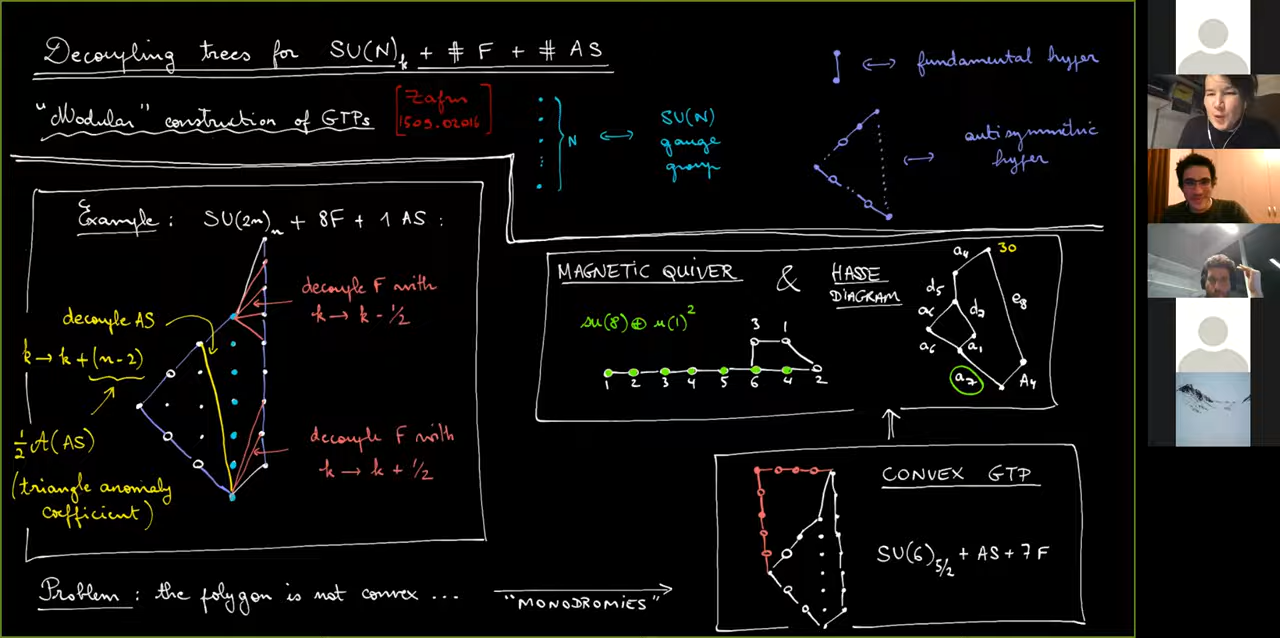 Decoupling trees for SU(N)_k + # F + # AS
"Modular" construction of GTPs
[Zafrir
1509.02016]
N ↔ SU(N)
gauge
group
↔ fundamental hyper
↔ antisymmetric
hyper
Example : SU(2n)_n + 8F + 1 AS :
decouple F with
k → k - 1/2
decouple AS
k → k + (n-2)
1/2 A(AS)
(triangle anomaly
coefficient)
decouple F with
k → k + 1/2
MAGNETIC QUIVER & HASSE
DIAGRAM
su(8) ⊕ u(1)²
3 1
1 2 3 4 5 6 4 2
30
a4
d5
d7
e8
a6
a1
a7
A4
CONVEX GTP
SU(6)_{5/2} + AS + 7F
Problem : the polygon is not convex ...
"MONODROMIES"